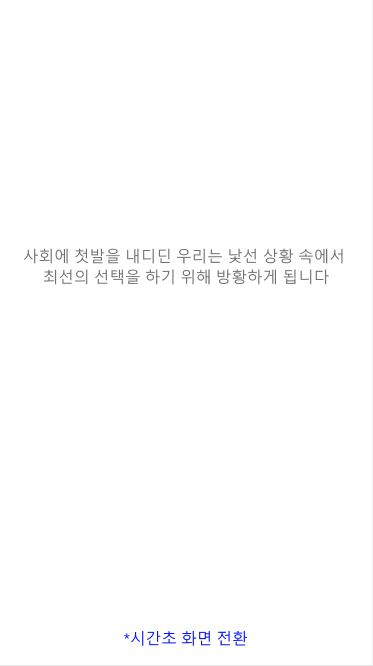 사회에 첫발을 내디딘 우리는 낯선 상황 속에서
최선의 선택을 하기 위해 방황하게 됩니다
*시간초 화면 전환